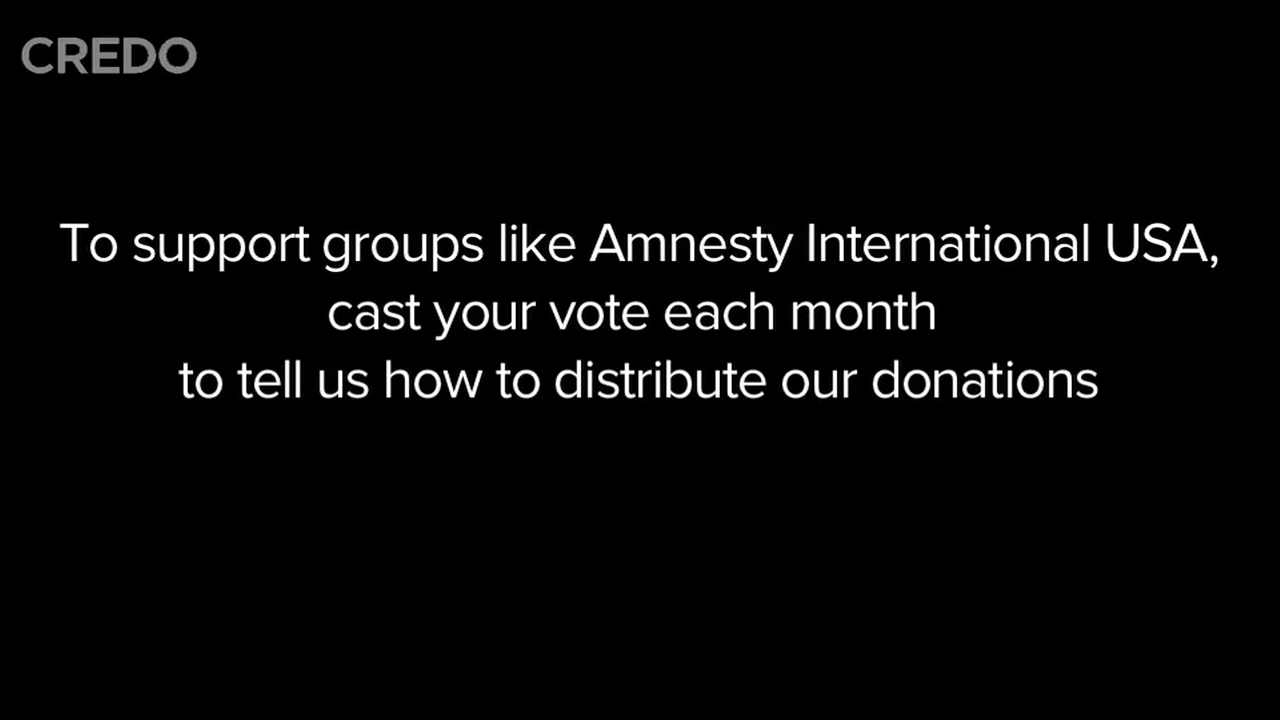 CREDO
To support groups like Amnesty International USA,
cast your vote each month
to tell us how to distribute our donations